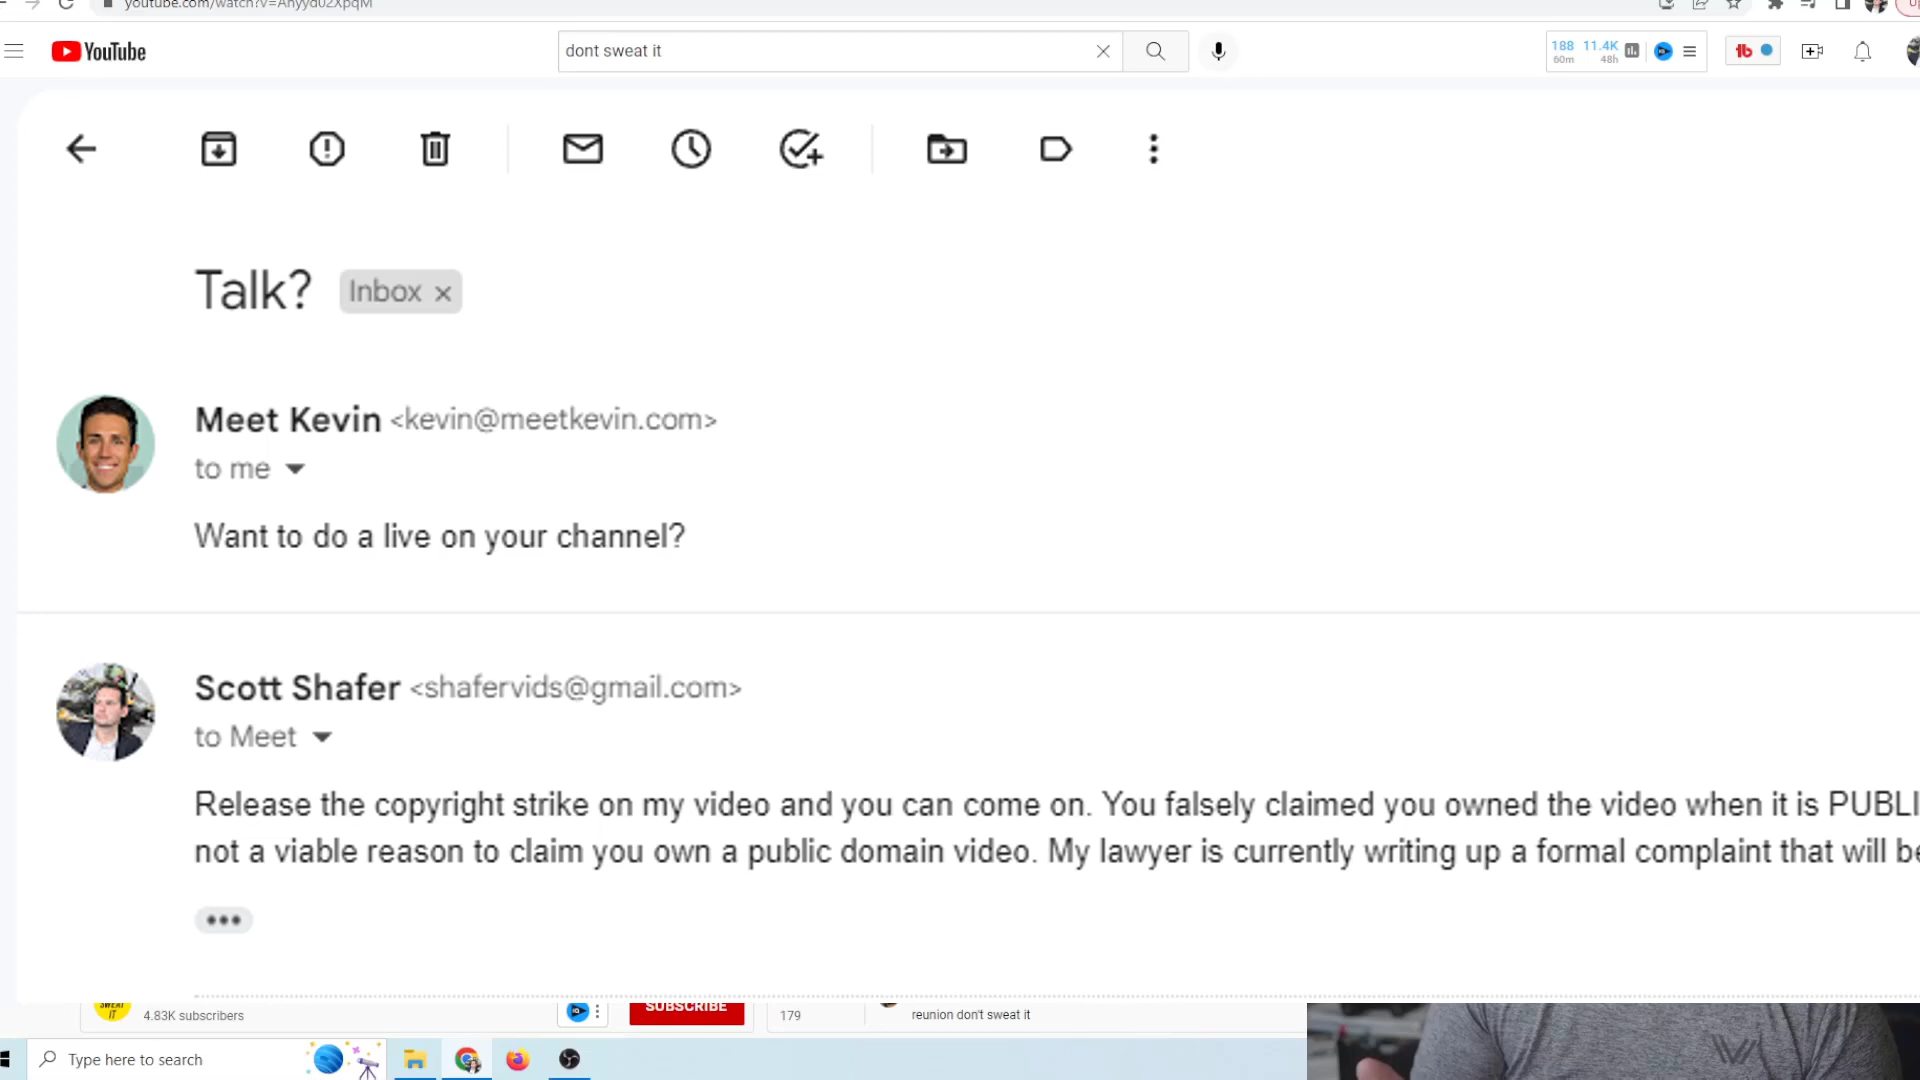 youtube.com/watch?v=Ahyyd02XpqM
YouTube
dont sweat it
188 11.4K
60m 48h
Talk? Inbox ×
Meet Kevin <kevin@meetkevin.com>
to me
Want to do a live on your channel?
Scott Shafer <shafervids@gmail.com>
to Meet
Release the copyright strike on my video and you can come on. You falsely claimed you owned the video when it is PUBLI
not a viable reason to claim you own a public domain video. My lawyer is currently writing up a formal complaint that will be
SWEAT
IT
4.83K subscribers
SUBSCRIBE
179
reunion don't sweat it
Type here to search